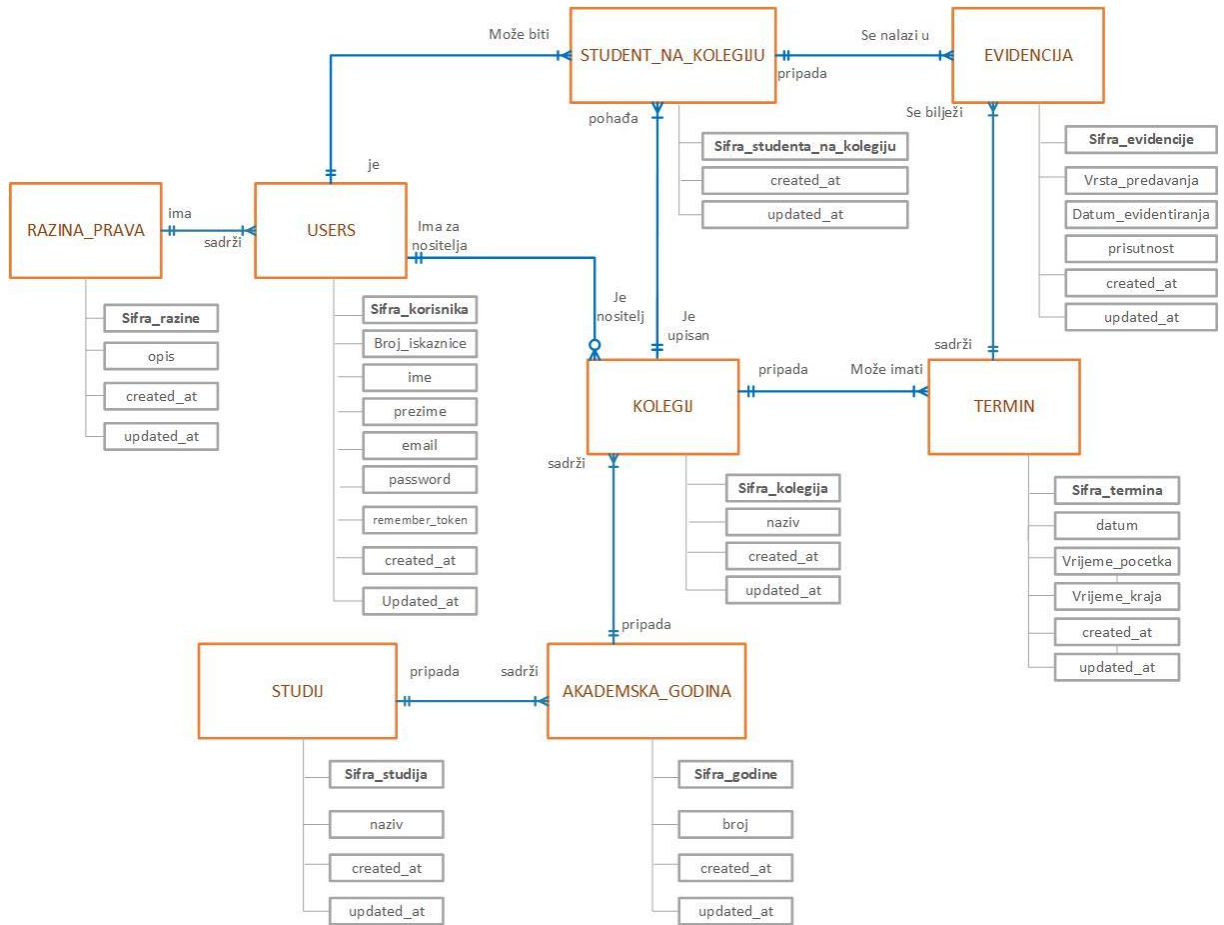 Može biti
STUDENT_NA_KOLEGIJU
Se nalazi u
pripada
EVIDENCIJA
pohađa
Se bilježi
Sifra_studenta_na_kolegiju
created_at
updated_at
Sifra_evidencije
Vrsta_predavanja
Datum_evidentiranja
prisutnost
created_at
updated_at
je
RAZINA_PRAVA
ima
sadrži
USERS
Ima za
nositelja
Sifra_razine
opis
created_at
updated_at
Sifra_korisnika
Broj_iskaznice
ime
prezime
email
password
remember_token
created_at
Updated_at
Je
nositelj
Je
upisan
KOLEGIJ
pripada
Može imati
sadrži
TERMIN
sadrži
Sifra_kolegija
naziv
created_at
updated_at
Sifra_termina
datum
Vrijeme_pocetka
Vrijeme_kraja
created_at
updated_at
pripada
STUDIJ
pripada
sadrži
AKADEMSKA_GODINA
Sifra_studija
naziv
created_at
updated_at
Sifra_godine
broj
created_at
updated_at